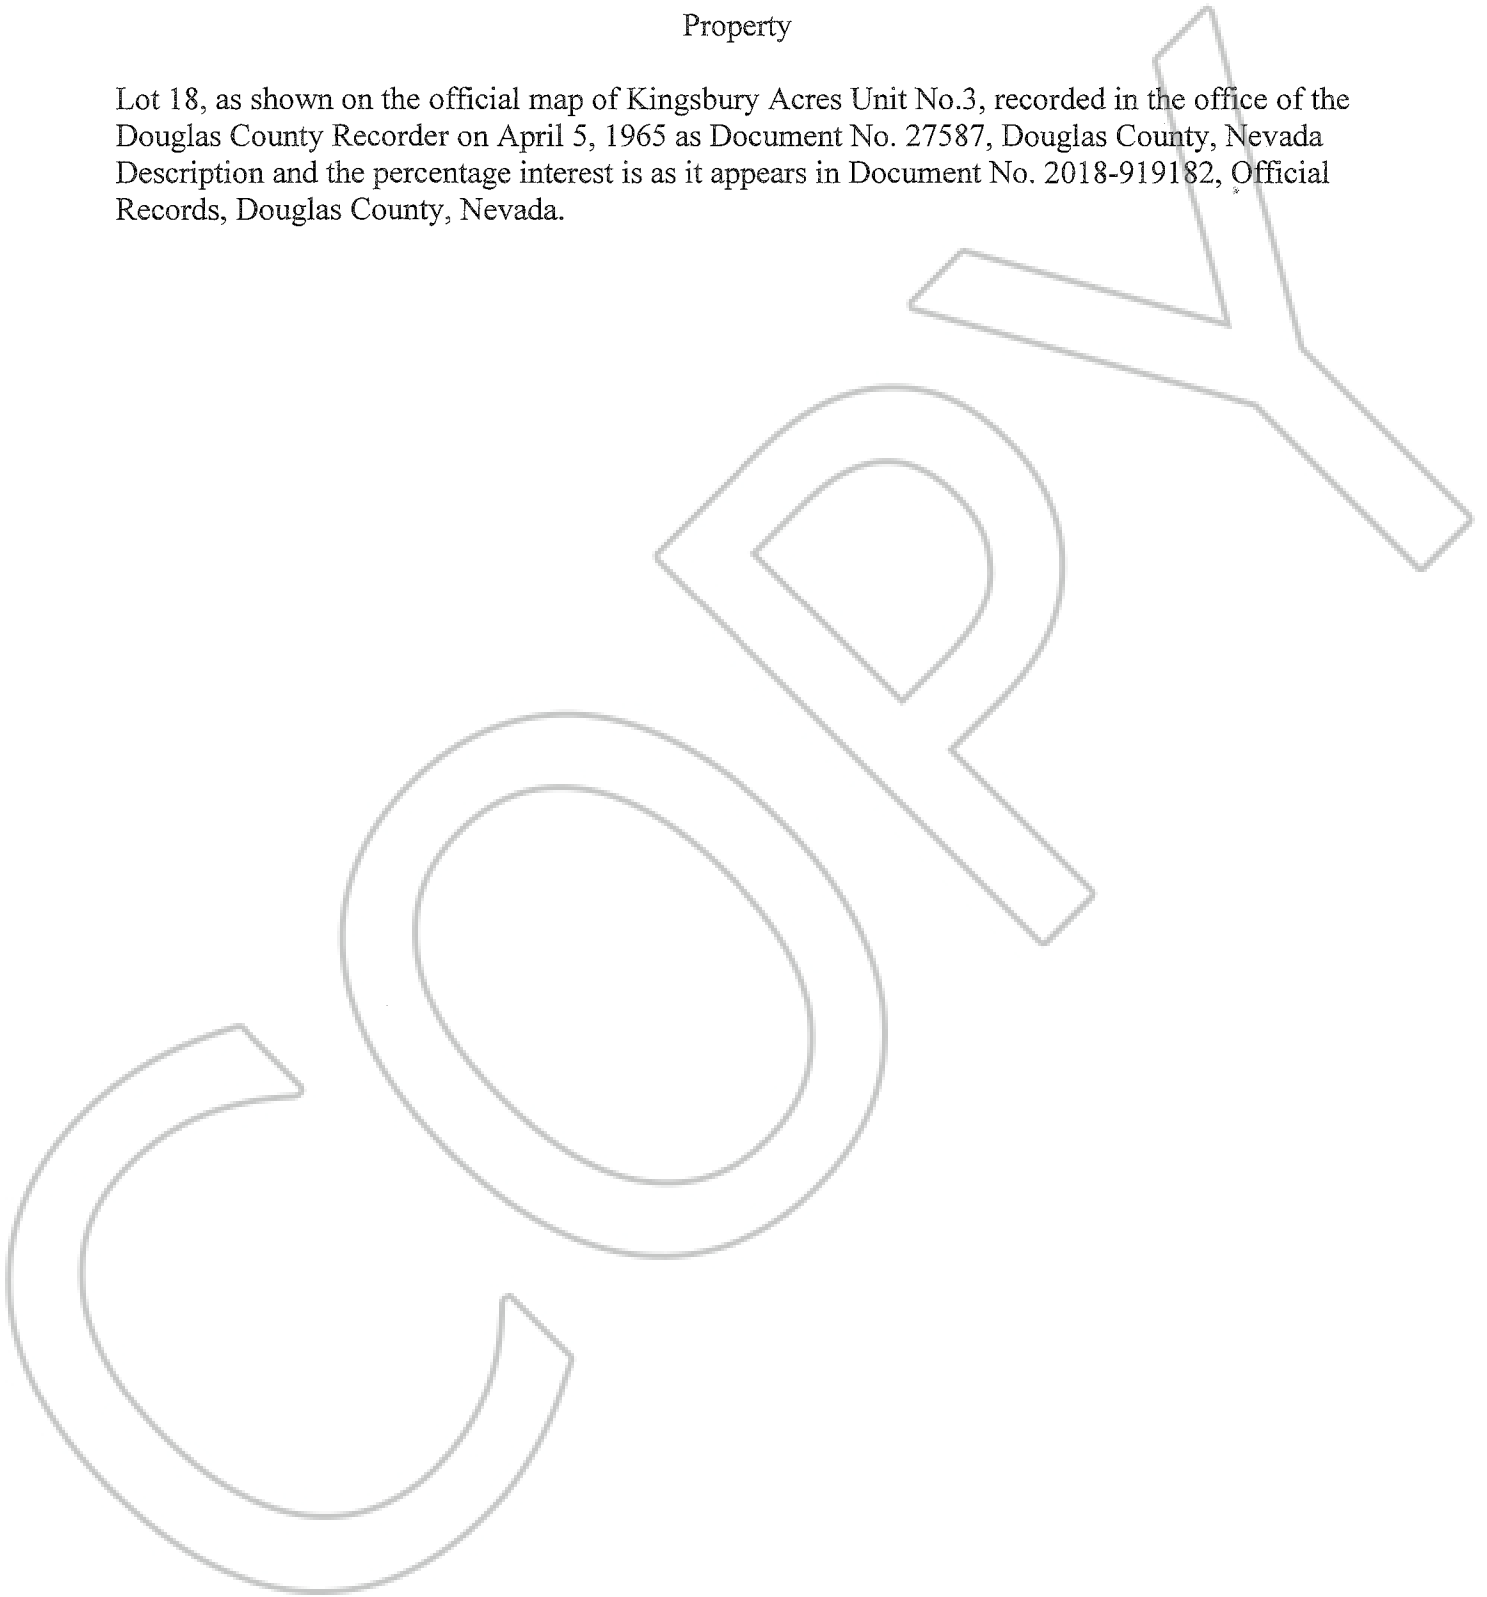 Property
Lot 18, as shown on the official map of Kingsbury Acres Unit No.3, recorded in the office of the
Douglas County Recorder on April 5, 1965 as Document No. 27587, Douglas County, Nevada
Description and the percentage interest is as it appears in Document No. 2018-919182, Official
Records, Douglas County, Nevada.
COPY